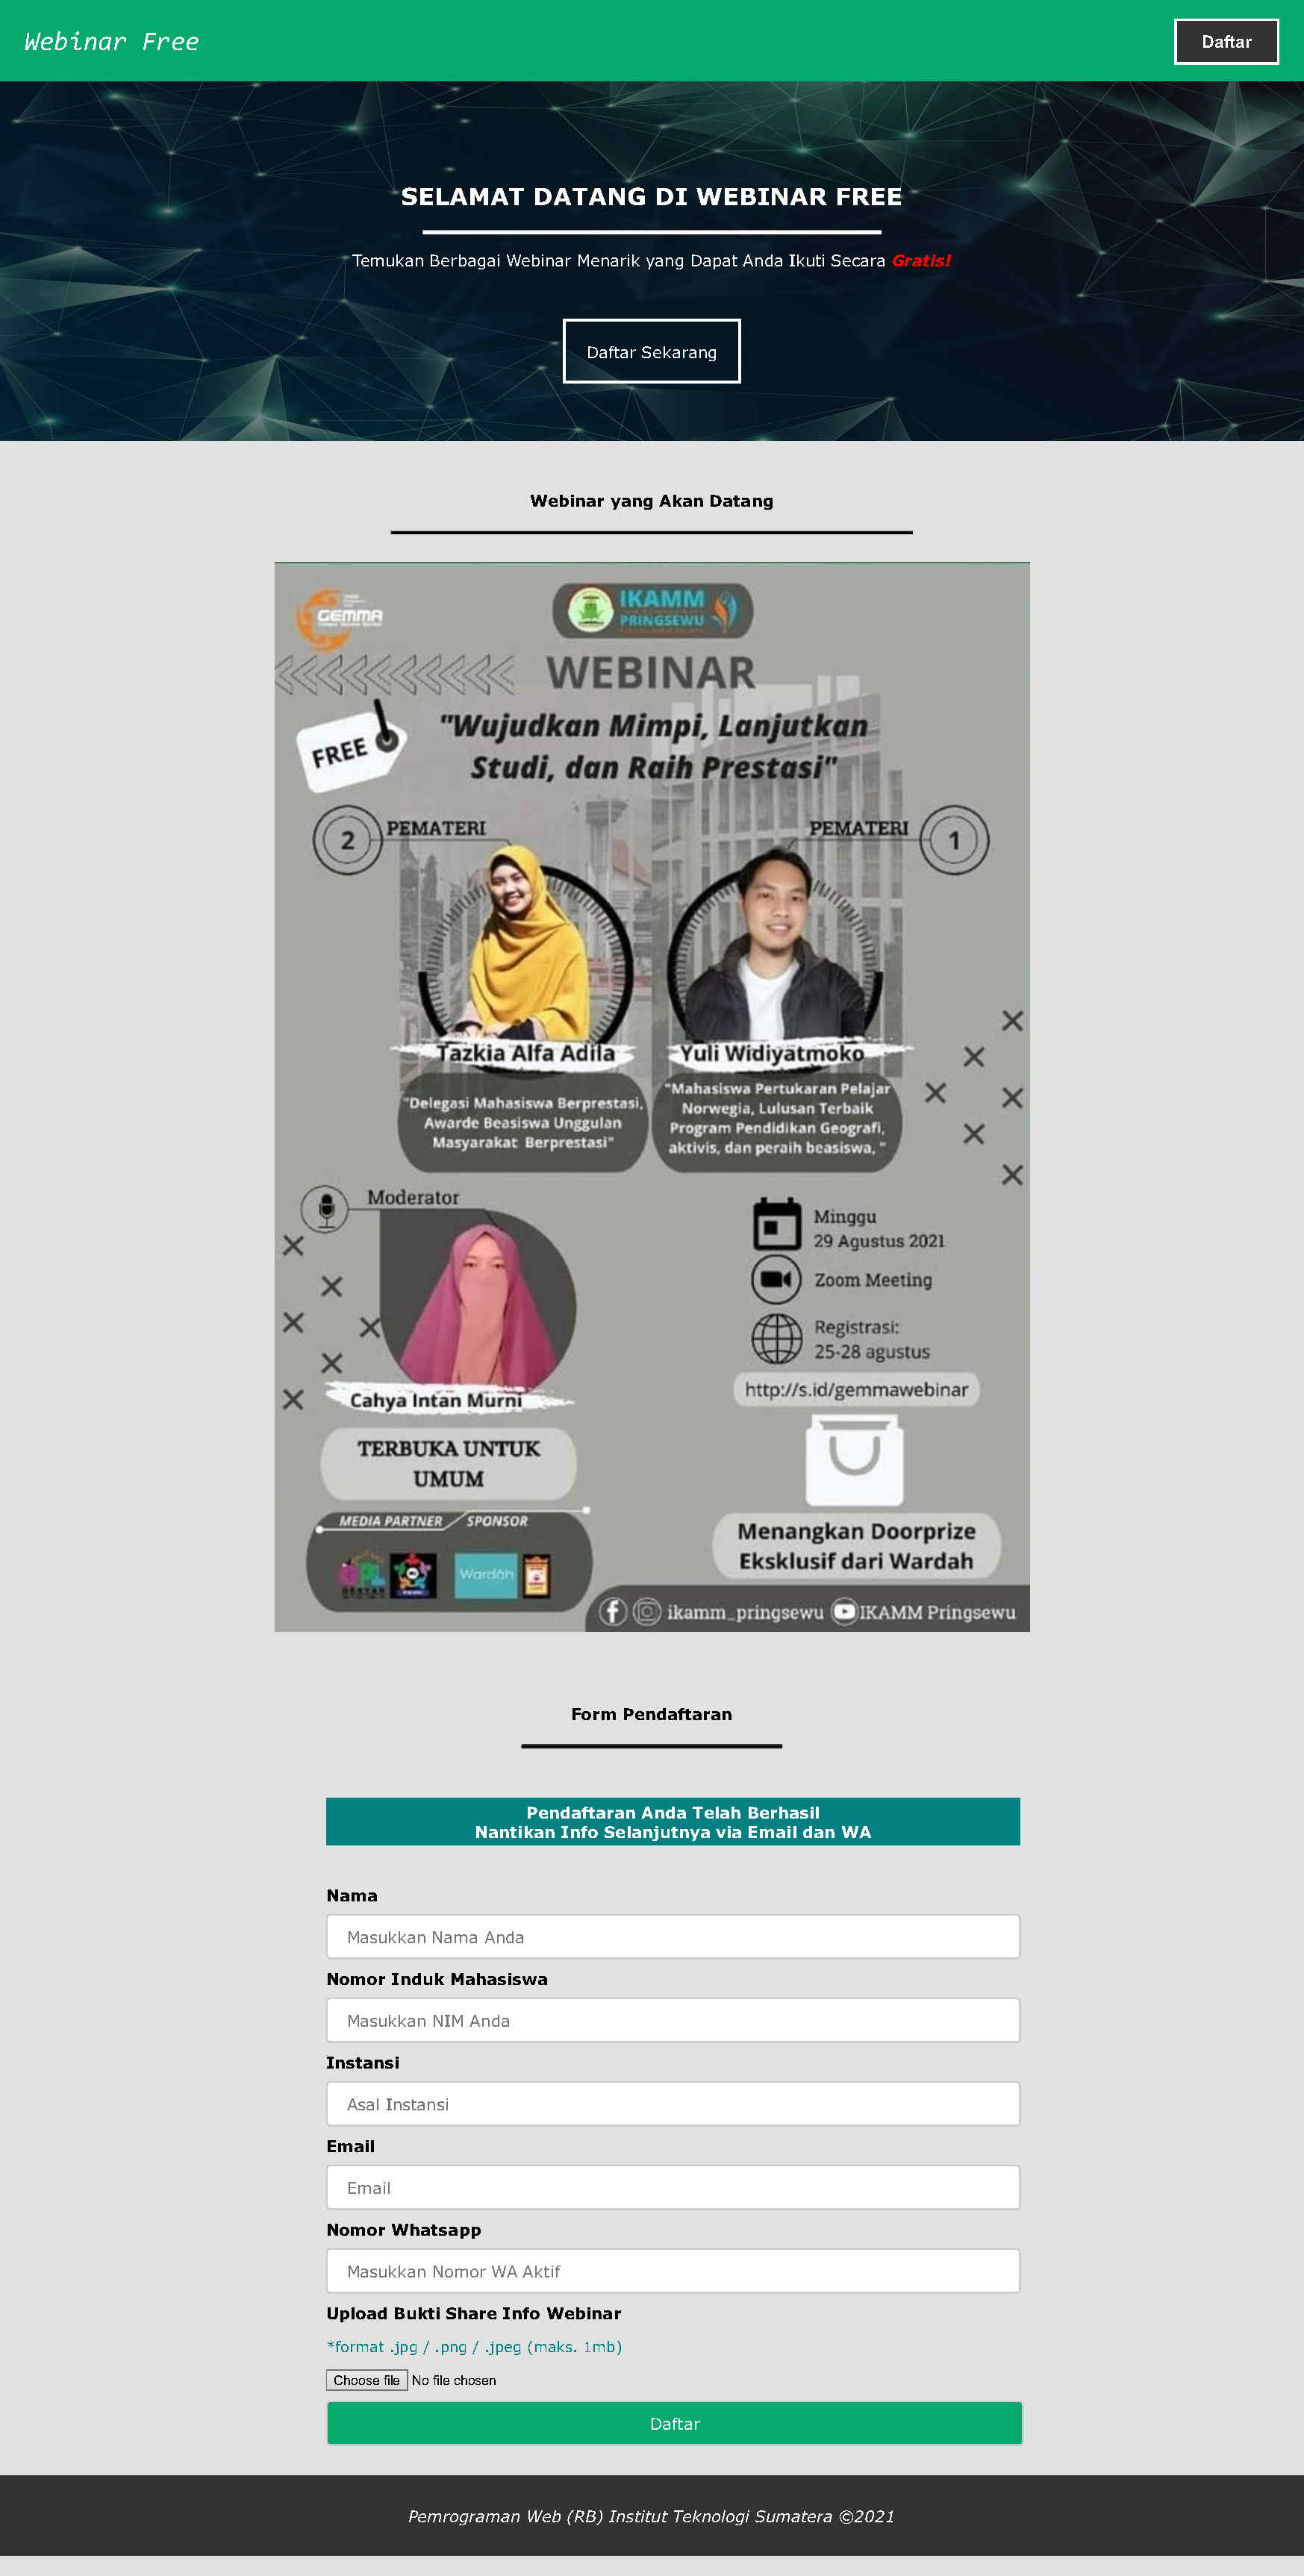 Webinar Free
Daftar
SELAMAT DATANG DI WEBINAR FREE
Temukan Berbagai Webinar Menarik yang Dapat Anda Ikuti Secara Gratis!
Daftar Sekarang
Webinar yang Akan Datang
GEMMA
IKAMM
PRINGSEWU
WEBINAR
FREE
"Wujudkan Mimpi, Lanjutkan
Studi, dan Raih Prestasi"
2 PEMATERI
PEMATERI 1
Tazkia Alfa Adila
Yuli Widiyatmoko
"Delegasi Mahasiswa Berprestasi,
Awarde Beasiswa Unggulan
Masyarakat Berprestasi"
"Mahasiswa Pertukaran Pelajar
Norwegia, Lulusan Terbaik
Program Pendidikan Geografi,
aktivis, dan peraih beasiswa, "
Moderator
Cahya Intan Murni
Minggu
29 Agustus 2021
Zoom Meeting
Registrasi:
25-28 agustus
http://s.id/gemmawebinar
TERBUKA UNTUK
UMUM
MEDIA PARTNER
SPONSOR
Wardah
Menangkan Doorprize
Eksklusif dari Wardah
ikamm_pringsewu
IKAMM Pringsewu
Form Pendaftaran
Pendaftaran Anda Telah Berhasil
Nantikan Info Selanjutnya via Email dan WA
Nama
Masukkan Nama Anda
Nomor Induk Mahasiswa
Masukkan NIM Anda
Instansi
Asal Instansi
Email
Email
Nomor Whatsapp
Masukkan Nomor WA Aktif
Upload Bukti Share Info Webinar
*format .jpg / .png / .jpeg (maks. 1mb)
Choose file No file chosen
Daftar
Pemrograman Web (RB) Institut Teknologi Sumatera ©2021